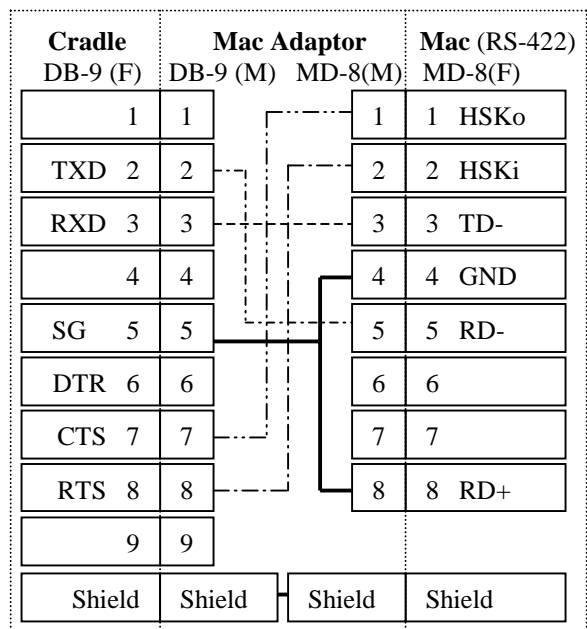 Cradle Mac Adaptor Mac (RS-422)
DB-9 (F) DB-9 (M) MD-8(M) MD-8(F)
1 1 1 1 HSKo
TXD 2 2 2 2 HSKi
RXD 3 3 3 3 TD-
4 4 4 4 GND
SG 5 5 5 5 RD-
DTR 6 6 6 6
CTS 7 7 7 7
RTS 8 8 8 8 RD+
9 9
Shield Shield Shield Shield